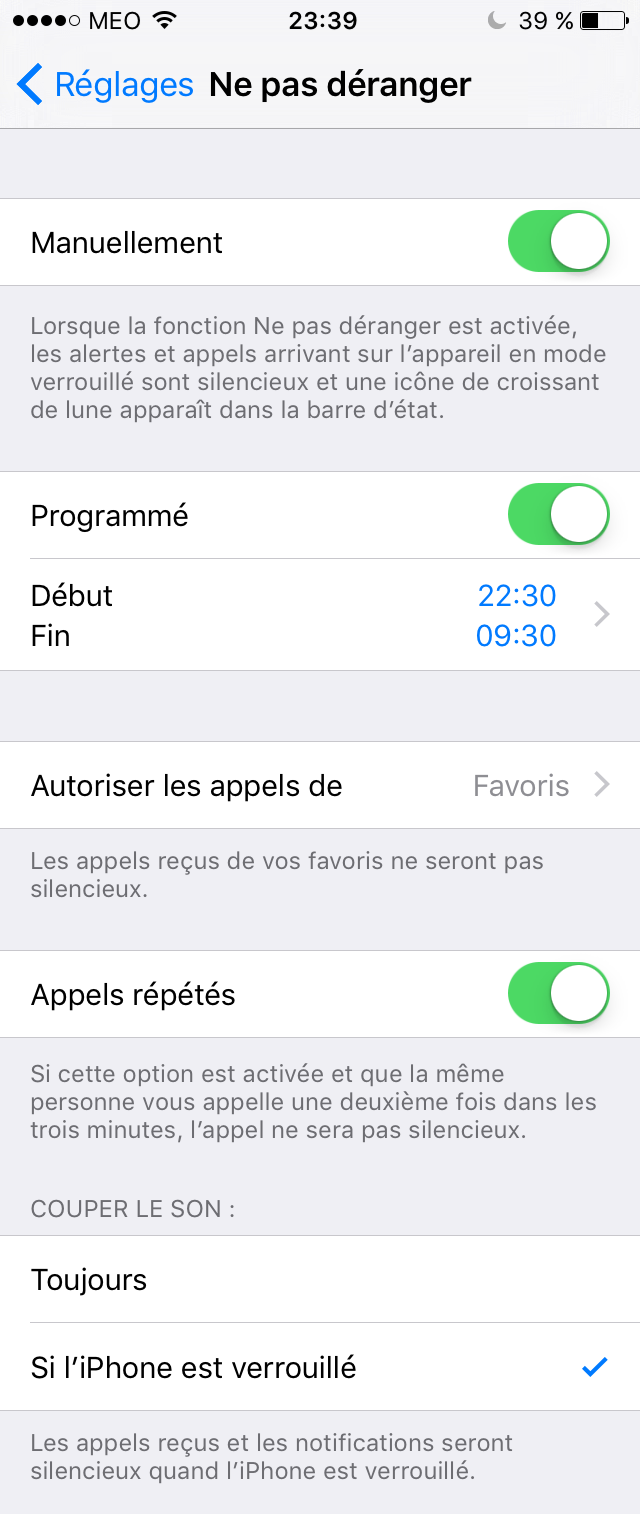 MEO 23:39 39 %
Réglages Ne pas déranger
Manuellement
Lorsque la fonction Ne pas déranger est activée,
les alertes et appels arrivant sur l’appareil en mode
verrouillé sont silencieux et une icône de croissant
de lune apparaît dans la barre d’état.
Programmé
Début 22:30
Fin 09:30
Autoriser les appels de Favoris
Les appels reçus de vos favoris ne seront pas
silencieux.
Appels répétés
Si cette option est activée et que la même
personne vous appelle une deuxième fois dans les
trois minutes, l’appel ne sera pas silencieux.
COUPER LE SON :
Toujours
Si l’iPhone est verrouillé
Les appels reçus et les notifications seront
silencieux quand l’iPhone est verrouillé.